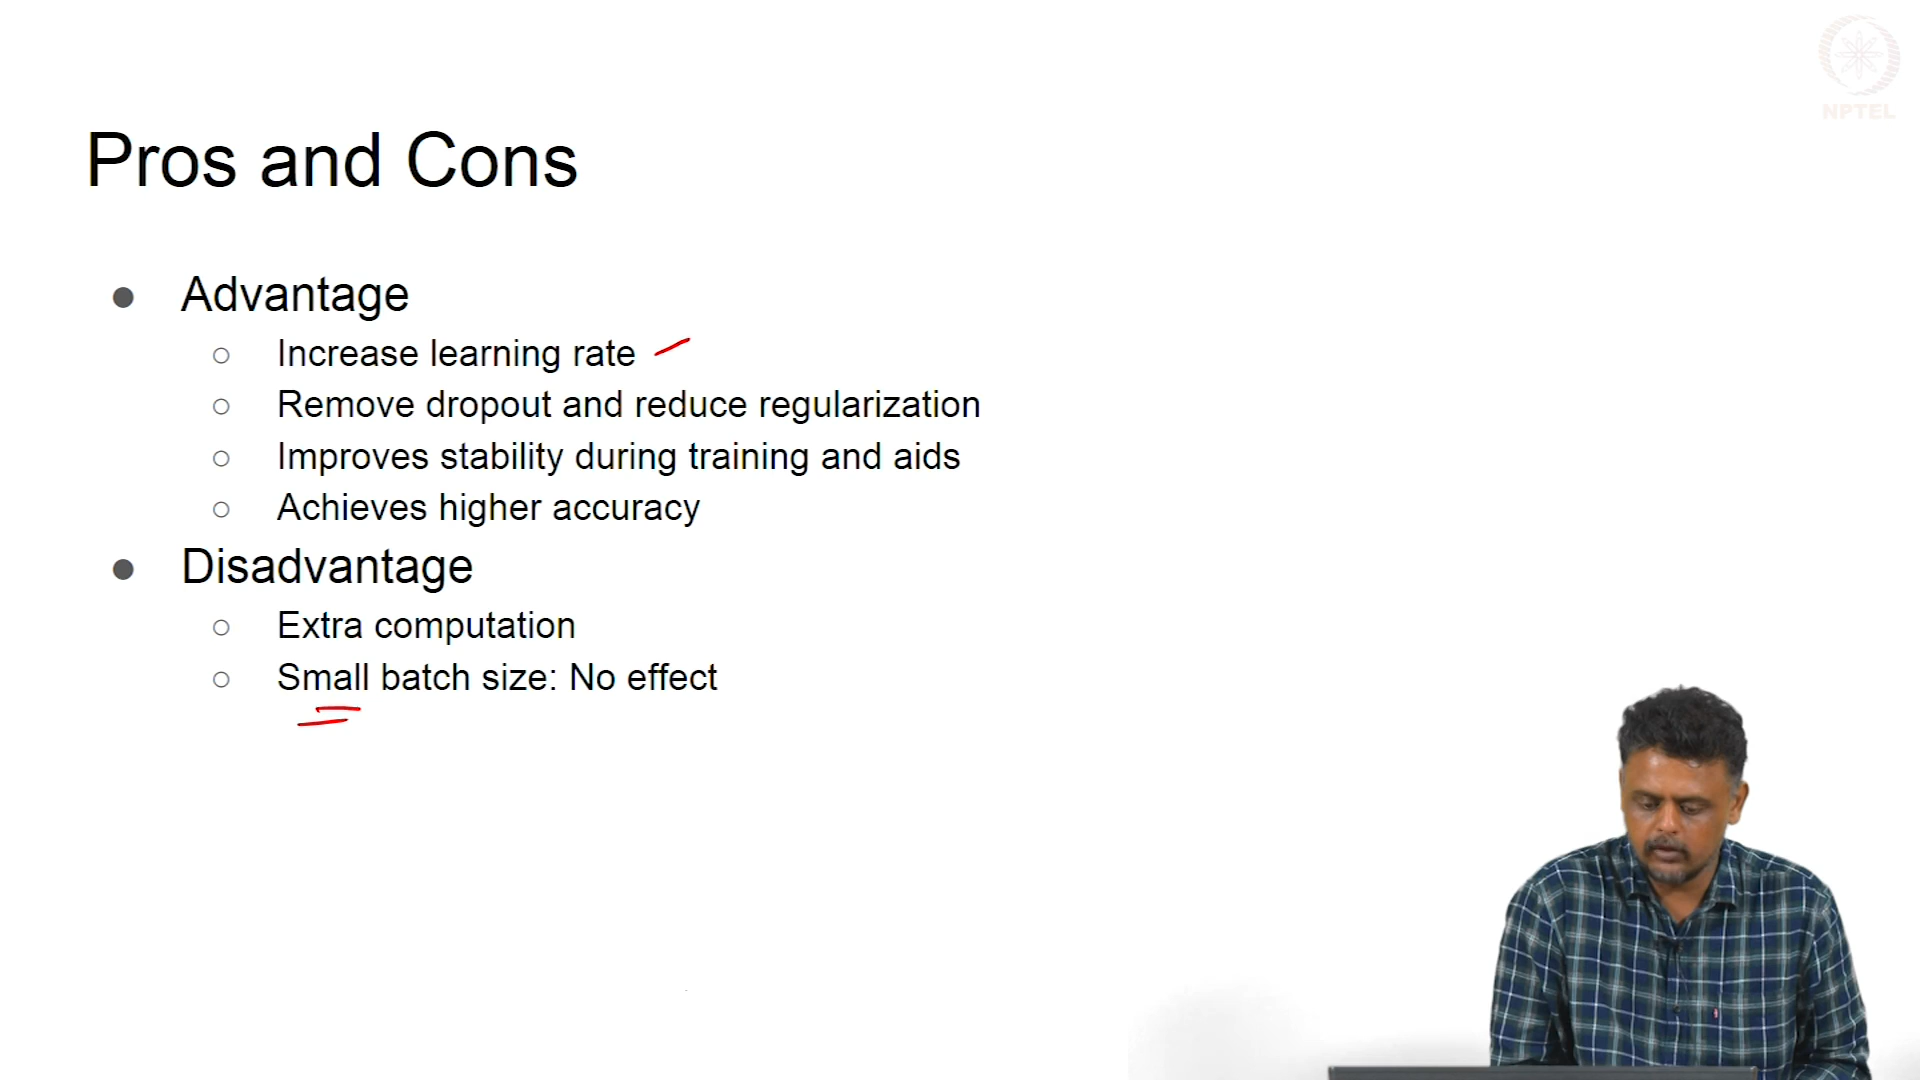 NPTEL
Pros and Cons
● Advantage
○ Increase learning rate
○ Remove dropout and reduce regularization
○ Improves stability during training and aids
○ Achieves higher accuracy
● Disadvantage
○ Extra computation
○ Small batch size: No effect